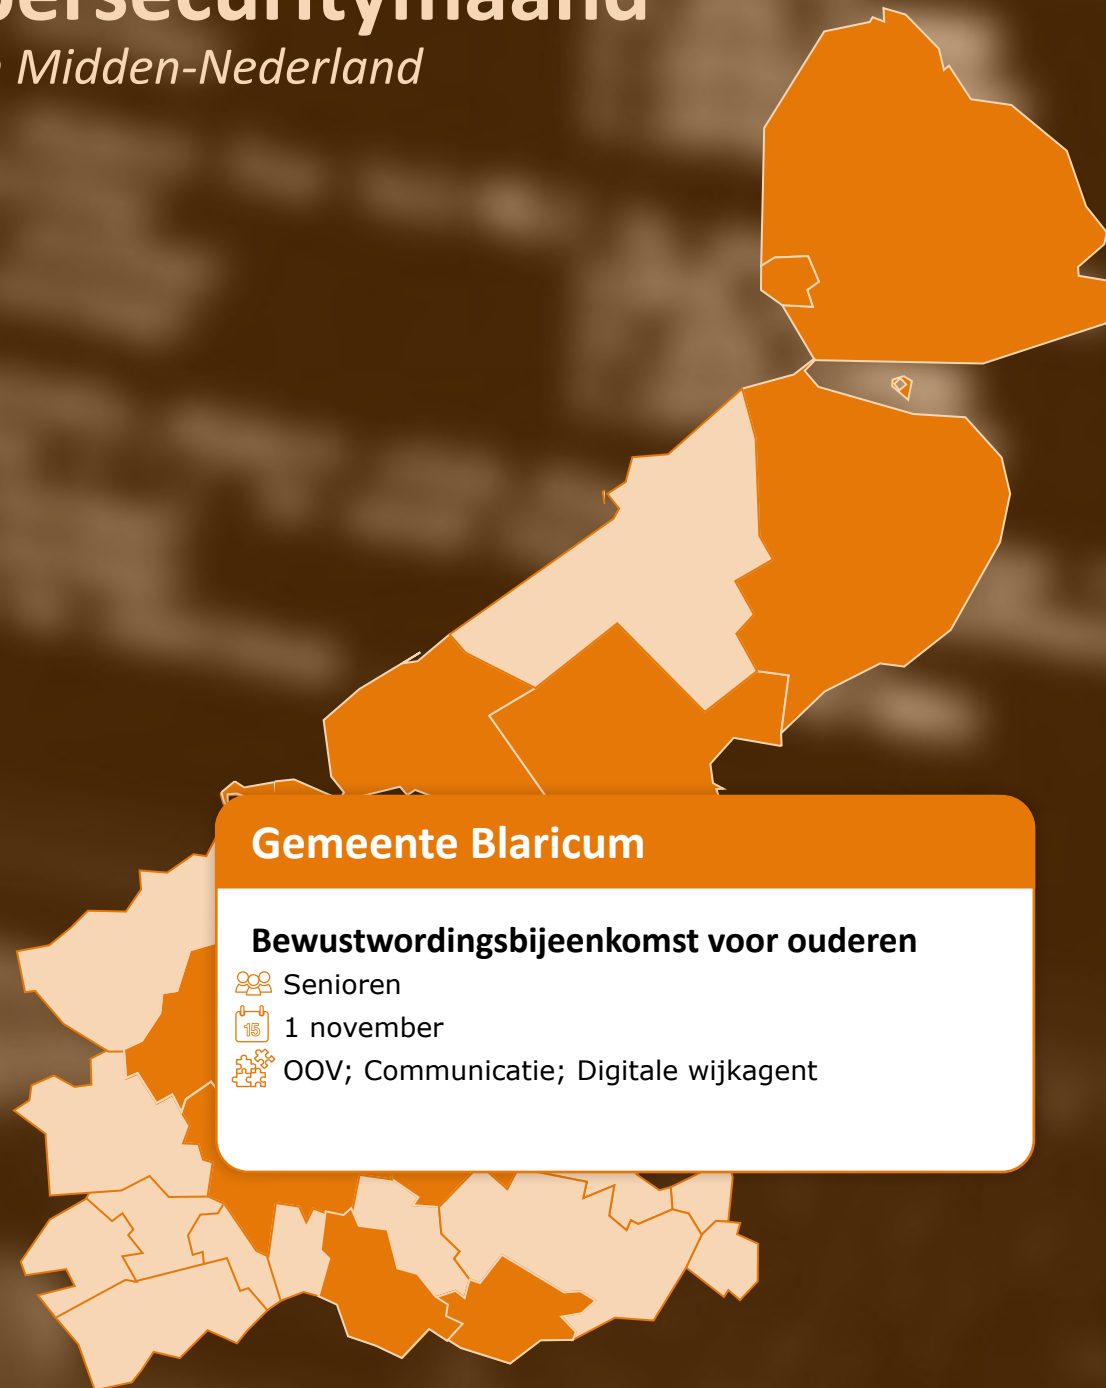 Midden-Nederland
Gemeente Blaricum
Bewustwordingsbijeenkomst voor ouderen
Senioren
15
1 november
OOV; Communicatie; Digitale wijkagent